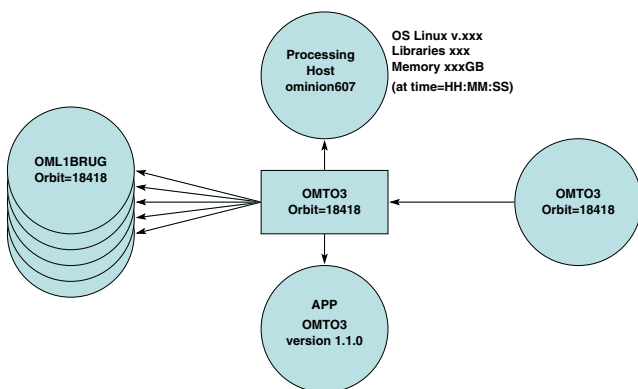 Processing
Host
ominion607
OS Linux v.xxx
Libraries xxx
Memory xxxGB
(at time=HH:MM:SS)
OML1BRUG
Orbit=18418
OMTO3
Orbit=18418
OMTO3
Orbit=18418
APP
OMTO3
version 1.1.0